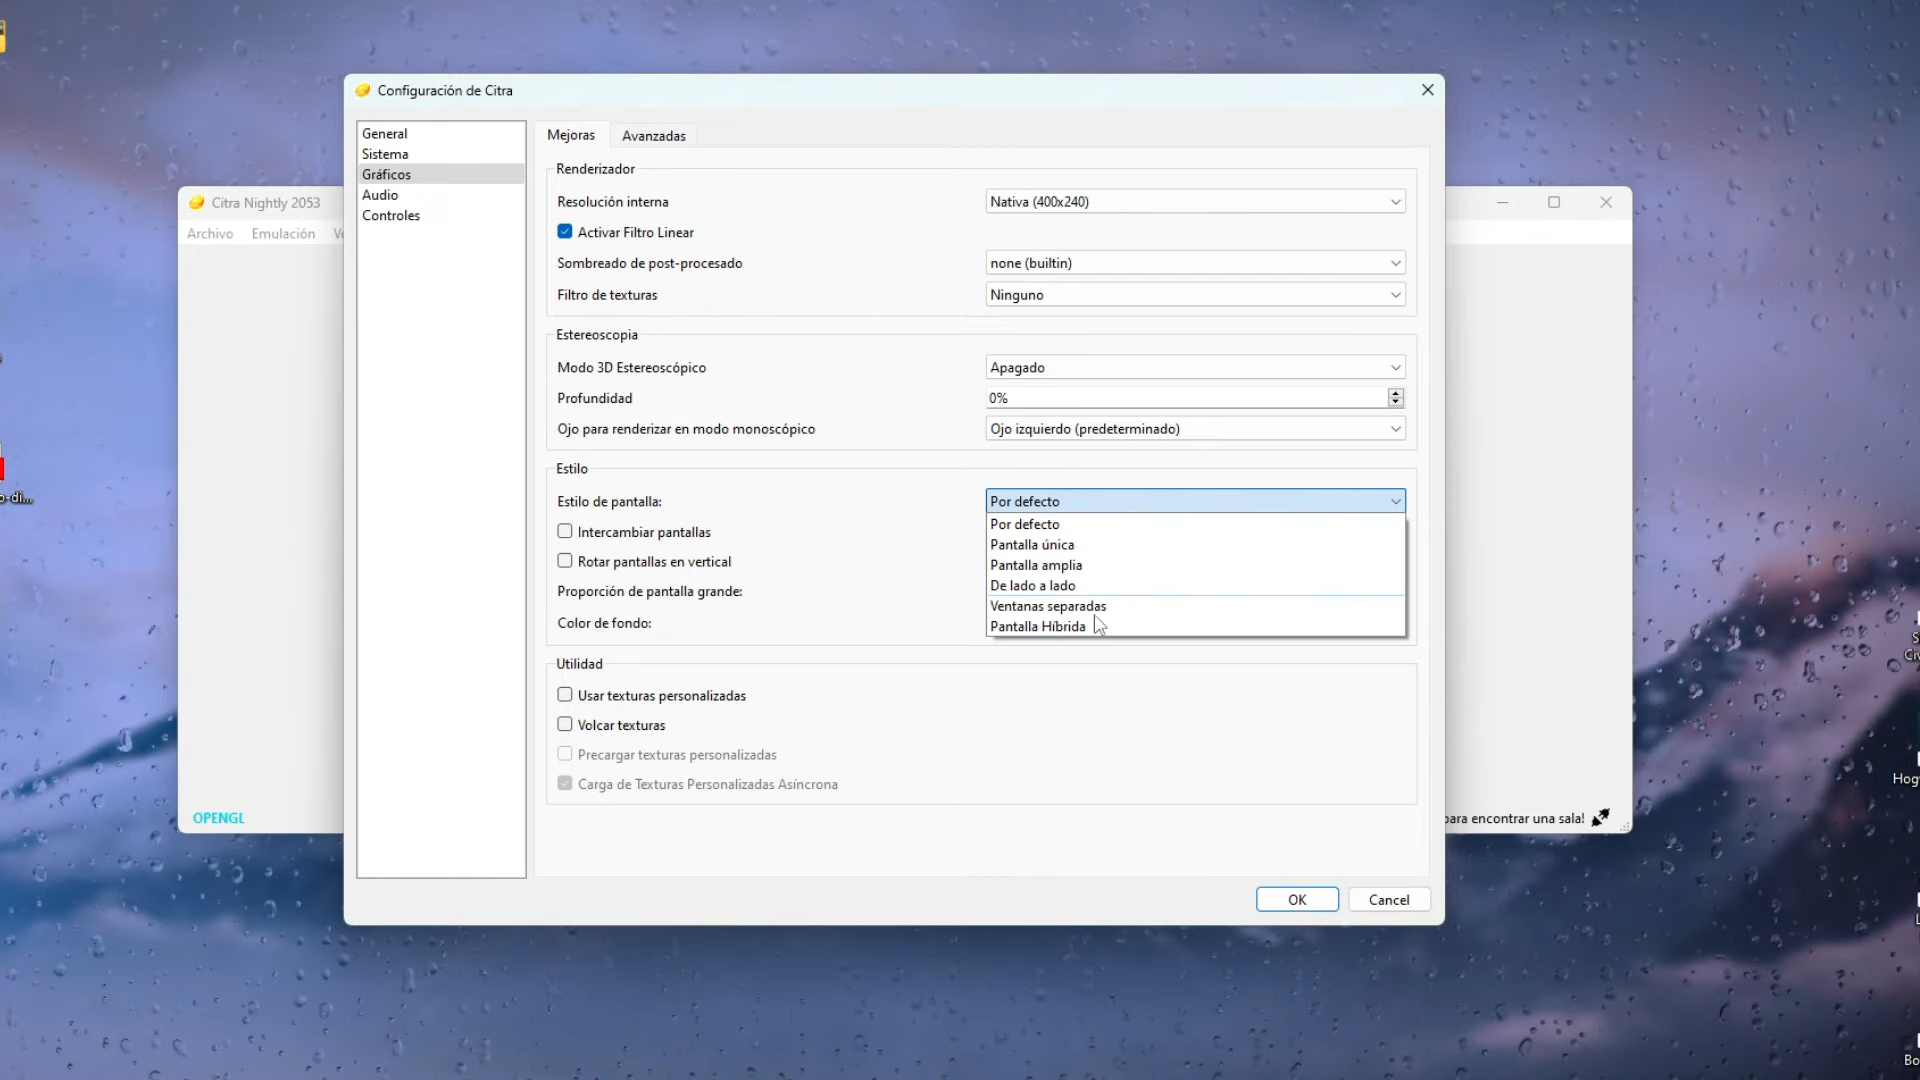 Configuración de Citra
General
Sistema
Gráficos
Audio
Controles
Mejoras
Avanzadas
Renderizador
Resolución interna
Nativa (400x240)
Activar Filtro Linear
Sombreado de post-procesado
none (builtin)
Filtro de texturas
Ninguno
Estereoscopia
Modo 3D Estereoscópico
Apagado
Profundidad
0%
Ojo para renderizar en modo monoscópico
Ojo izquierdo (predeterminado)
Estilo
Estilo de pantalla:
Por defecto
Por defecto
Pantalla única
Pantalla amplia
De lado a lado
Ventanas separadas
Pantalla Híbrida
Intercambiar pantallas
Rotar pantallas en vertical
Proporción de pantalla grande:
Color de fondo:
Utilidad
Usar texturas personalizadas
Volcar texturas
Precargar texturas personalizadas
Carga de Texturas Personalizadas Asíncrona
OK
Cancel
Citra Nightly 2053
Archivo
Emulación
OPENGL
para encontrar una sala!
o-di...